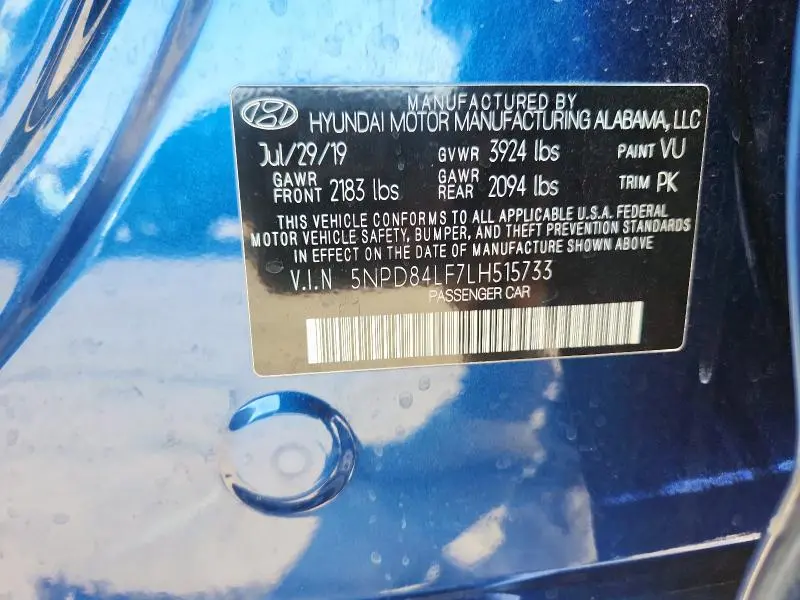 MANUFACTURED BY
HYUNDAI MOTOR MANUFACTURING ALABAMA, LLC
Jul/29/19 GVWR 3924 lbs PAINT VU
GAWR FRONT 2183 lbs GAWR REAR 2094 lbs TRIM PK
THIS VEHICLE CONFORMS TO ALL APPLICABLE U.S.A. FEDERAL
MOTOR VEHICLE SAFETY, BUMPER, AND THEFT PREVENTION STANDARDS
IN EFFECT ON THE DATE OF MANUFACTURE SHOWN ABOVE
V.I.N 5NPD84LF7LH515733
PASSENGER CAR